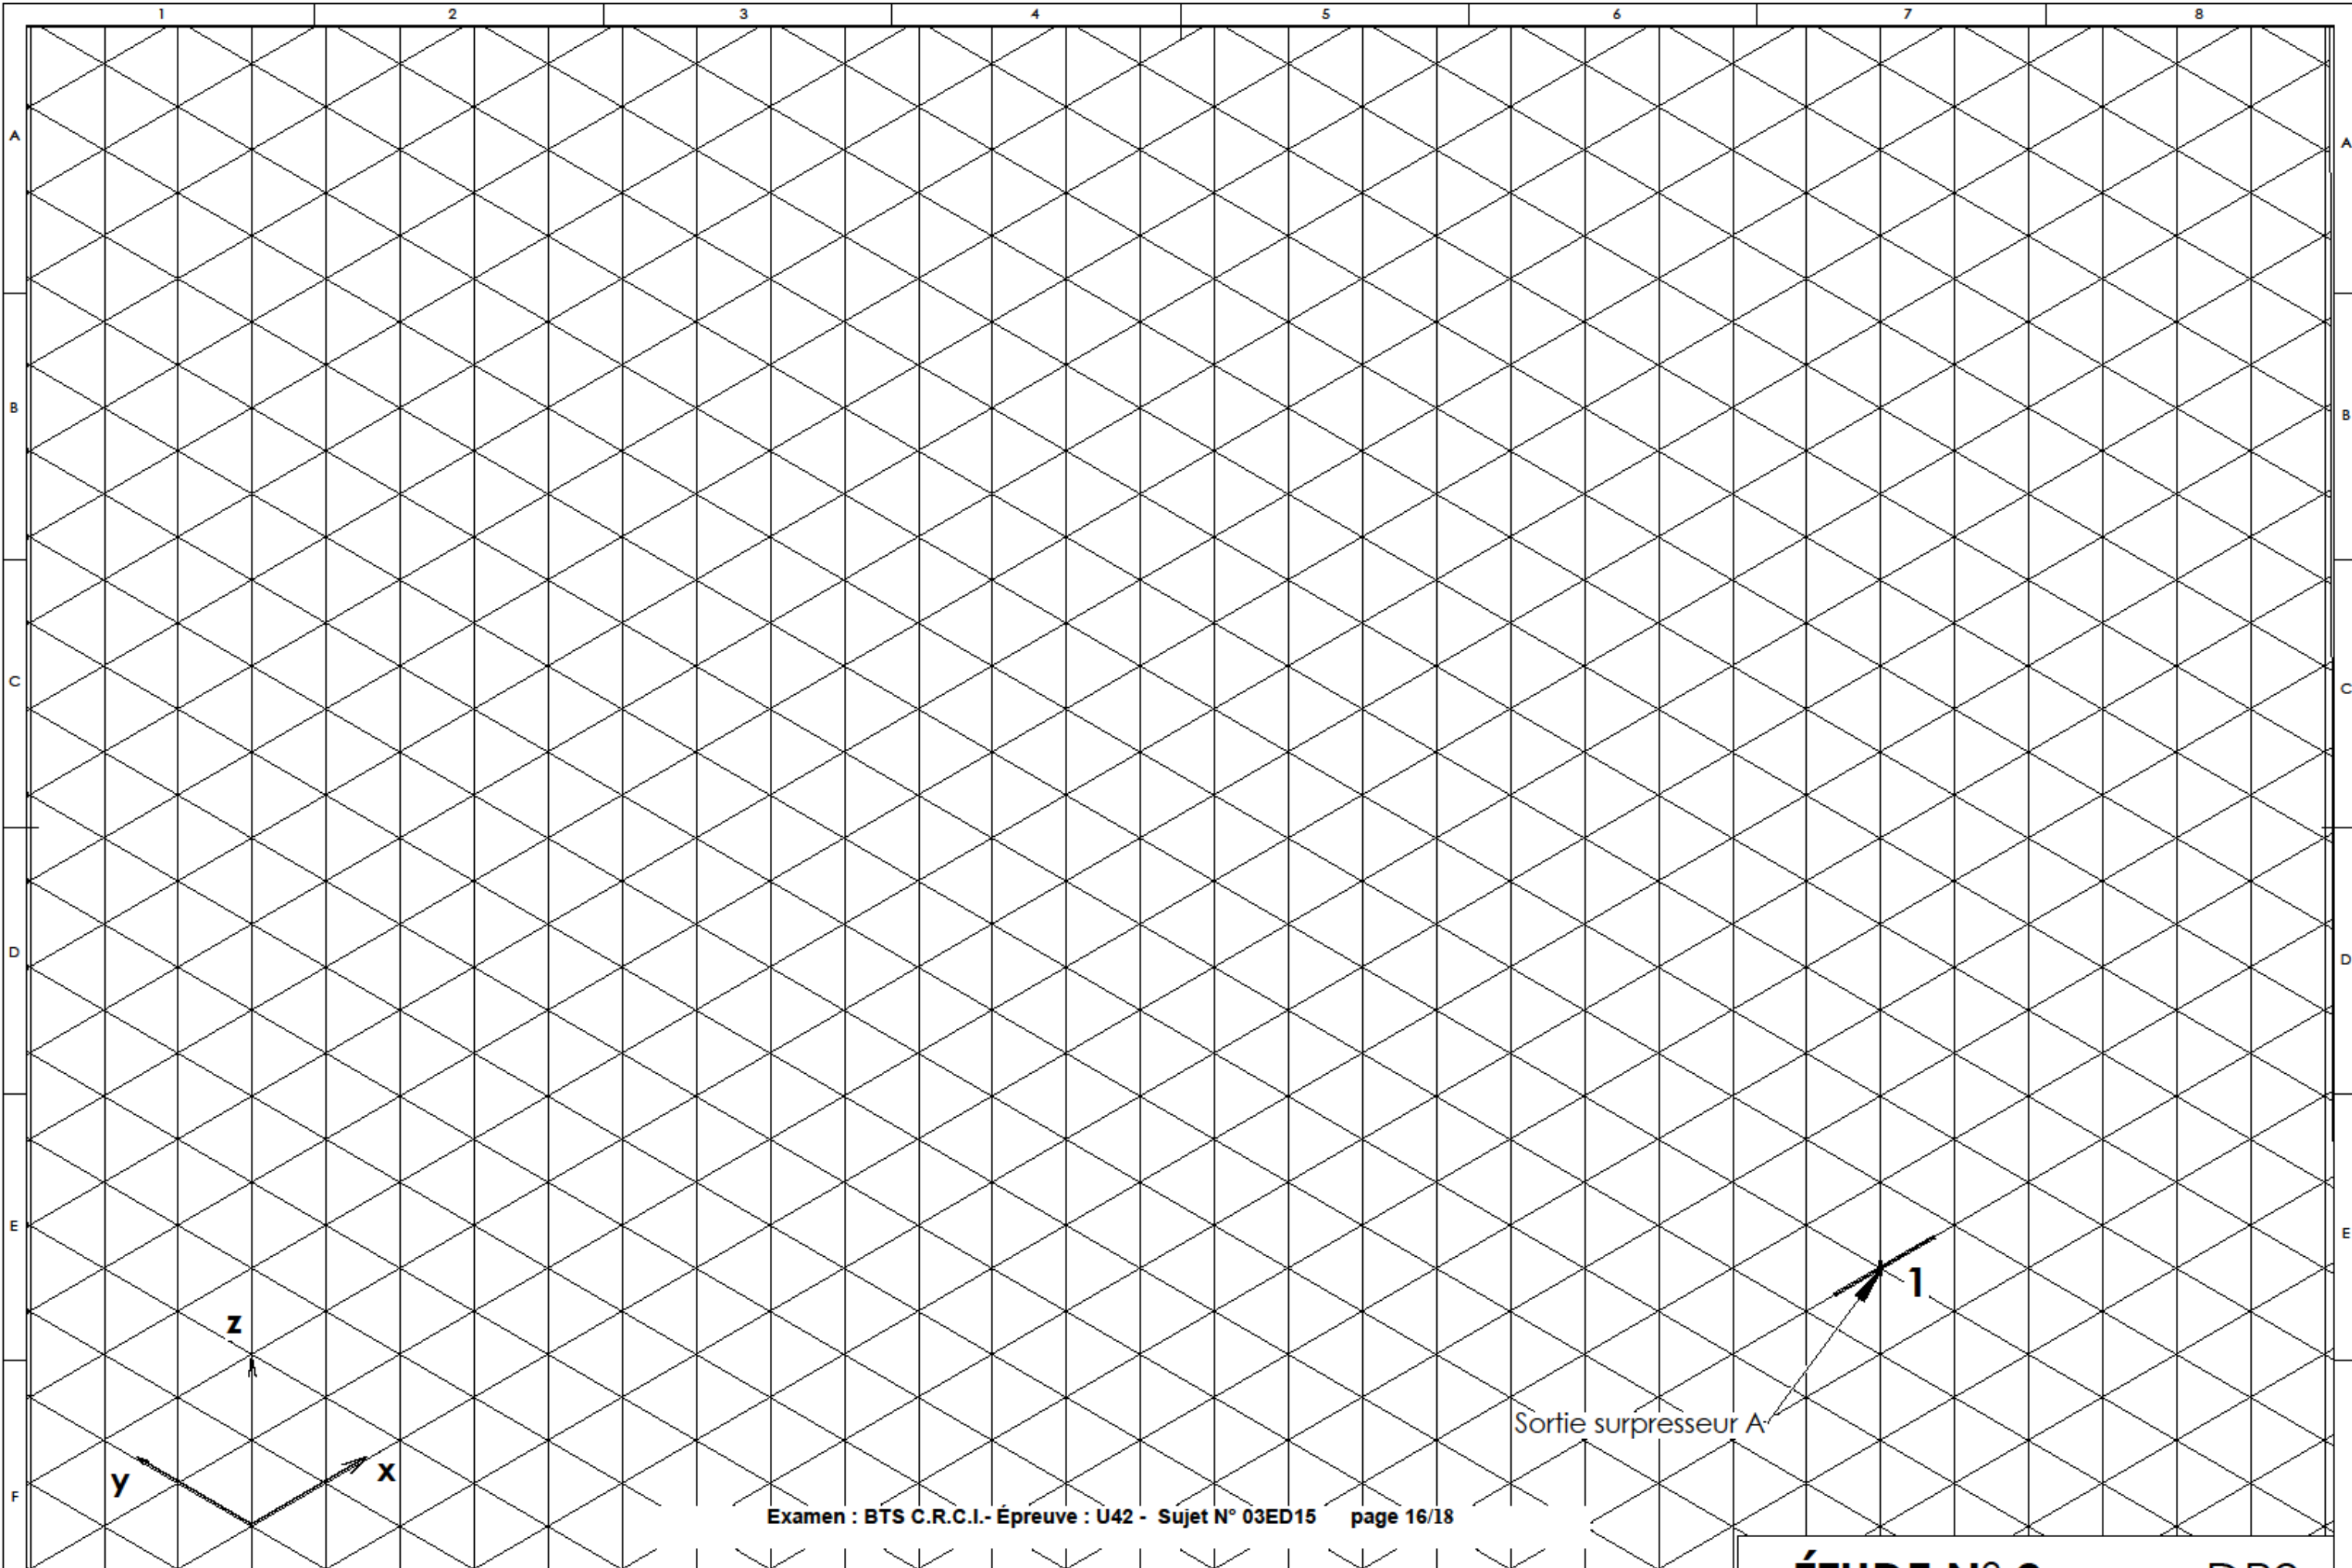 1 2 3 4 5 6 7 8
A A
B B
C C
D D
E E
1
z
Sortie surpresseur A
y x
F
Examen : BTS C.R.C.I.- Épreuve : U42 - Sujet N° 03ED15 page 16/18